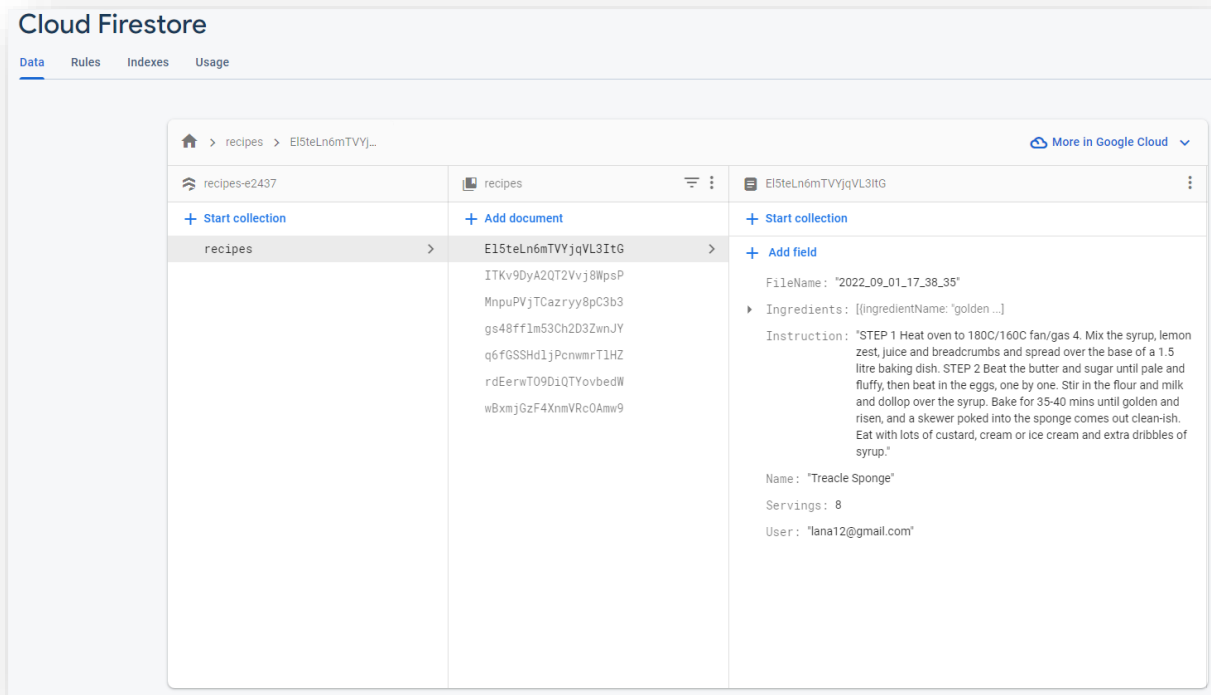 Cloud Firestore
Data Rules Indexes Usage
recipes El5teLn6mTVYj...
More in Google Cloud
recipes-e2437
recipes
El5teLn6mTVYjqVL3ItG
Start collection
Add document
Start collection
recipes
El5teLn6mTVYjqVL3ItG
ITKv9DyA2QT2Vvj8WpsP
MnpuPVjTCazryy8pC3b3
gs48fflm53Ch2D3ZwnJY
q6fGSSHdljPcnwmrTlHZ
rdEerwTO9DiQTYovbedW
wBxmjGzF4XnmVRcOAmw9
Add field
FileName: "2022_09_01_17_38_35"
Ingredients: [{ingredientName: "golden ...]
Instruction: "STEP 1 Heat oven to 180C/160C fan/gas 4. Mix the syrup, lemon
zest, juice and breadcrumbs and spread over the base of a 1.5
litre baking dish. STEP 2 Beat the butter and sugar until pale and
fluffy, then beat in the eggs, one by one. Stir in the flour and milk
and dollop over the syrup. Bake for 35-40 mins until golden and
risen, and a skewer poked into the sponge comes out clean-ish.
Eat with lots of custard, cream or ice cream and extra dribbles of
syrup."
Name: "Treacle Sponge"
Servings: 8
User: "lana12@gmail.com"